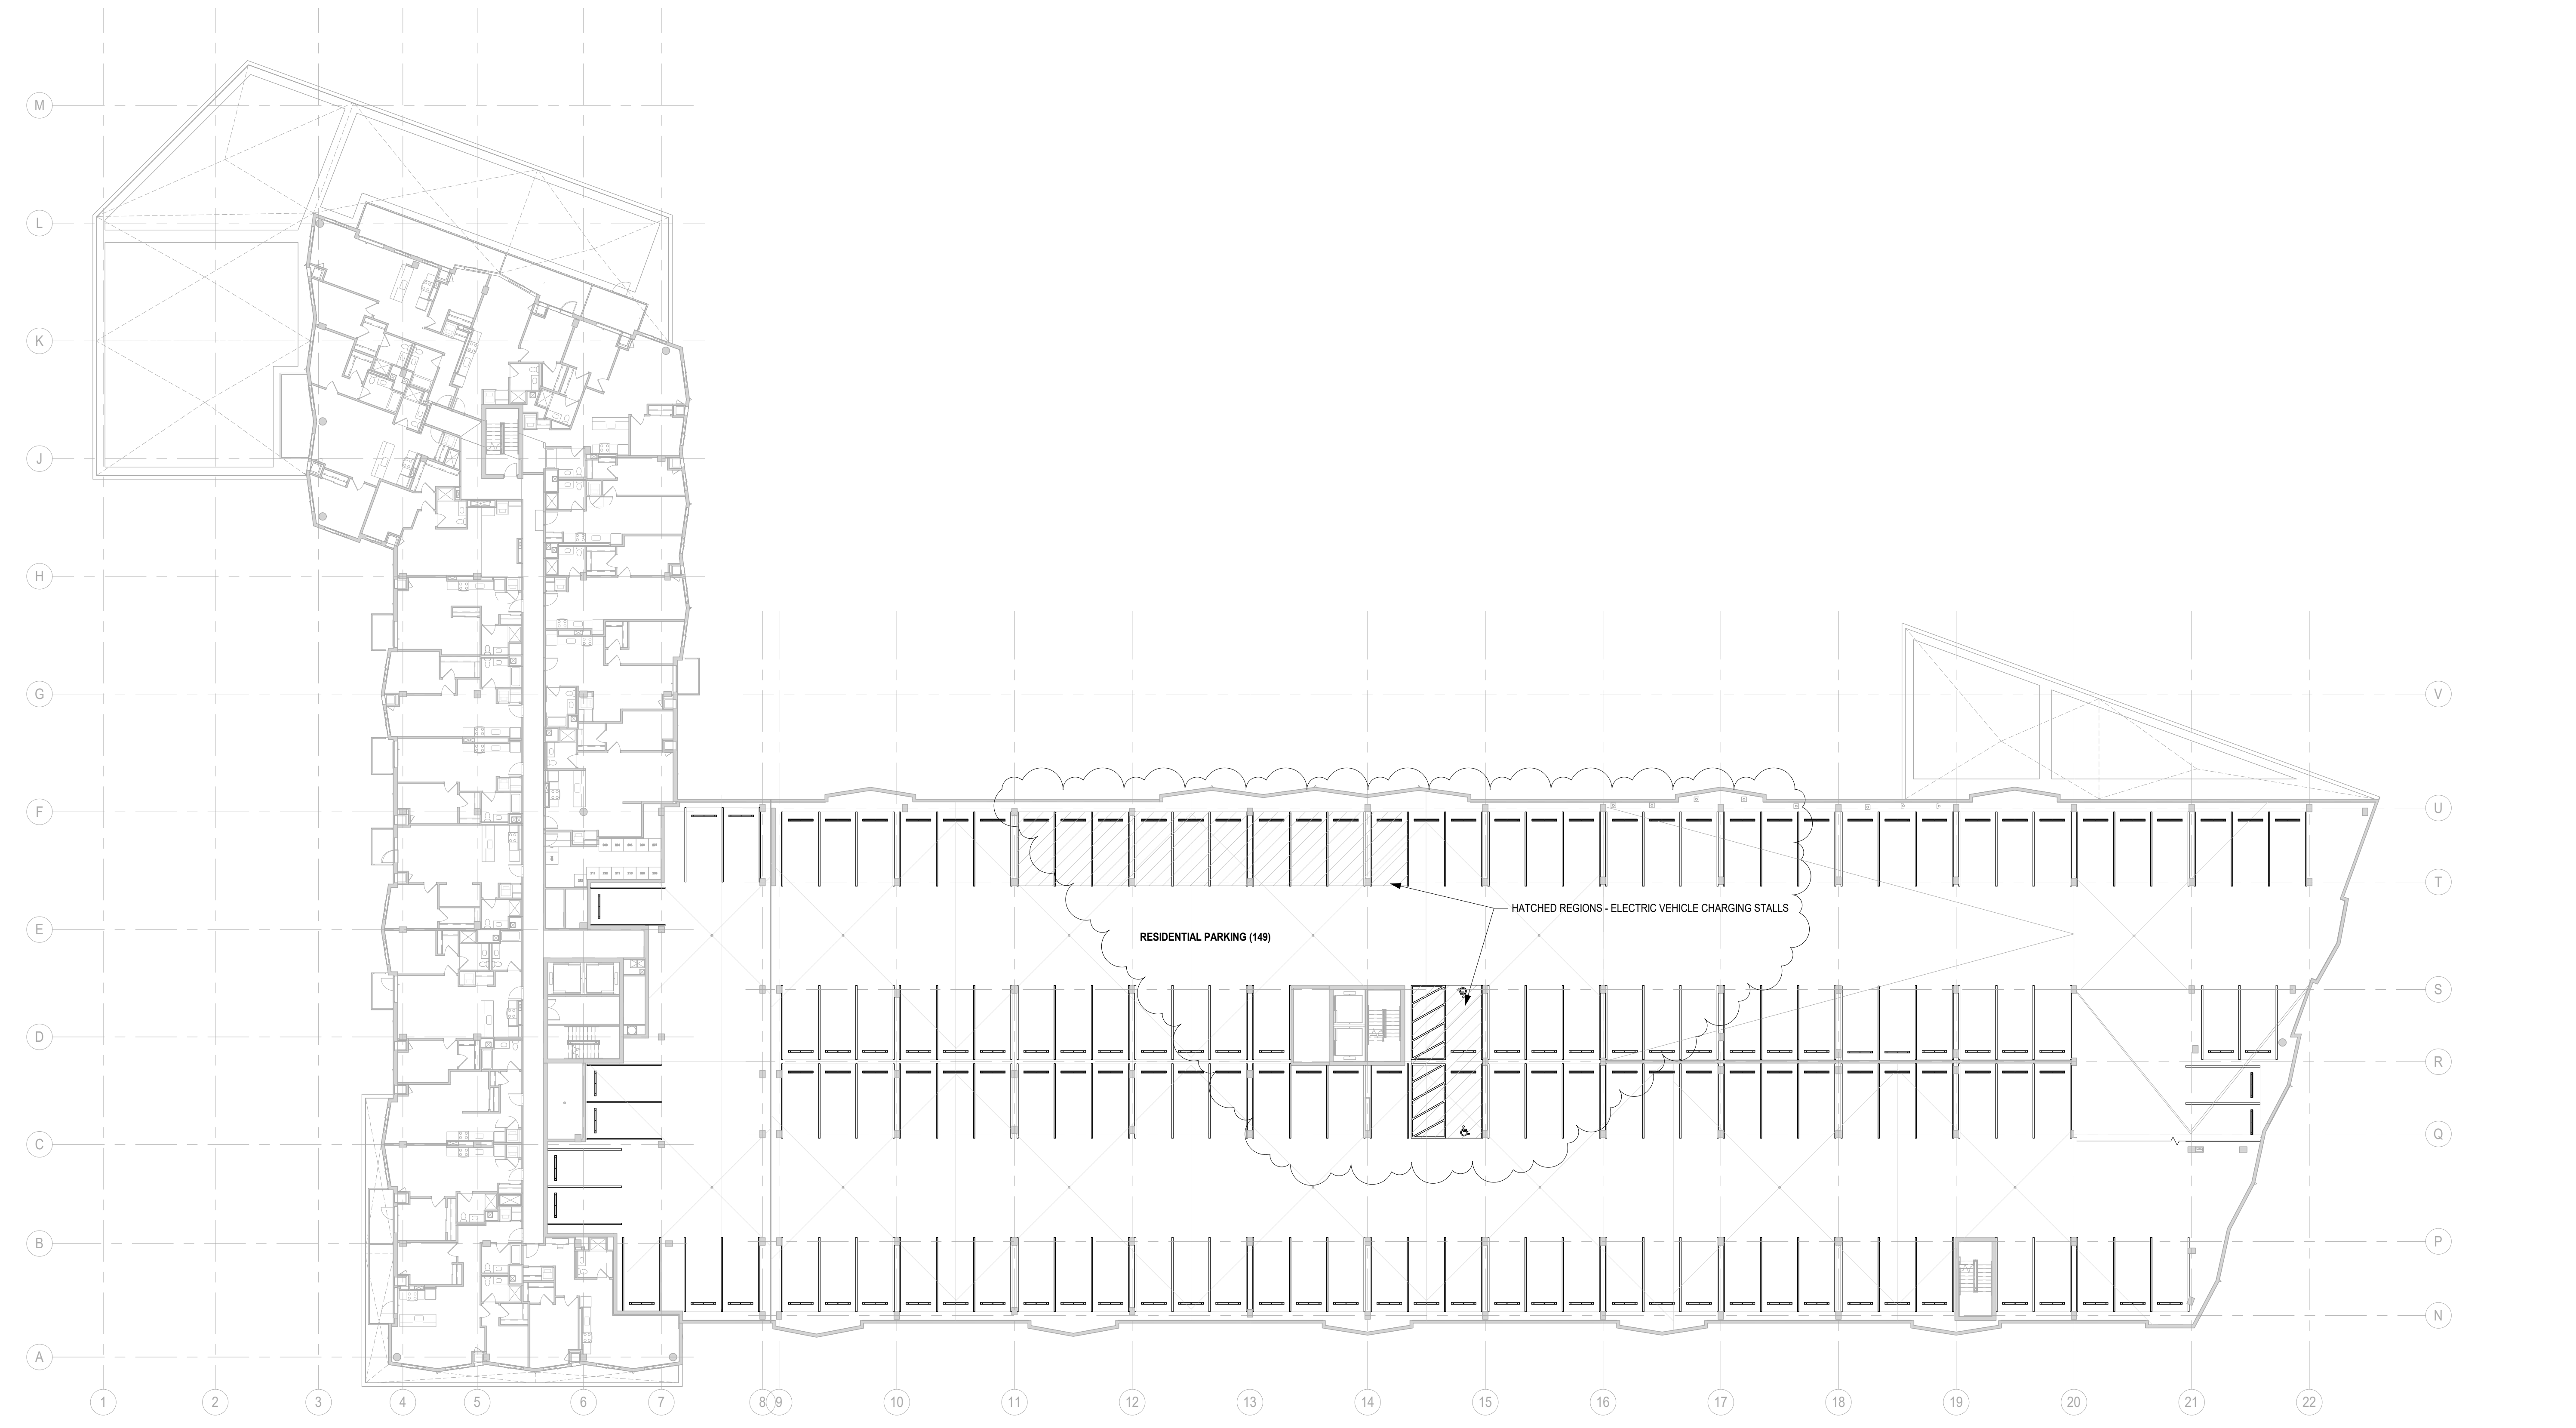 M
L
K
J
H
G
V
F
U
T
HATCHED REGIONS - ELECTRIC VEHICLE CHARGING STALLS
E
RESIDENTIAL PARKING (149)
S
D
R
C
Q
B
P
N
A
1 2 3 4 5 6 7 8 9 10 11 12 13 14 15 16 17 18 19 20 21 22